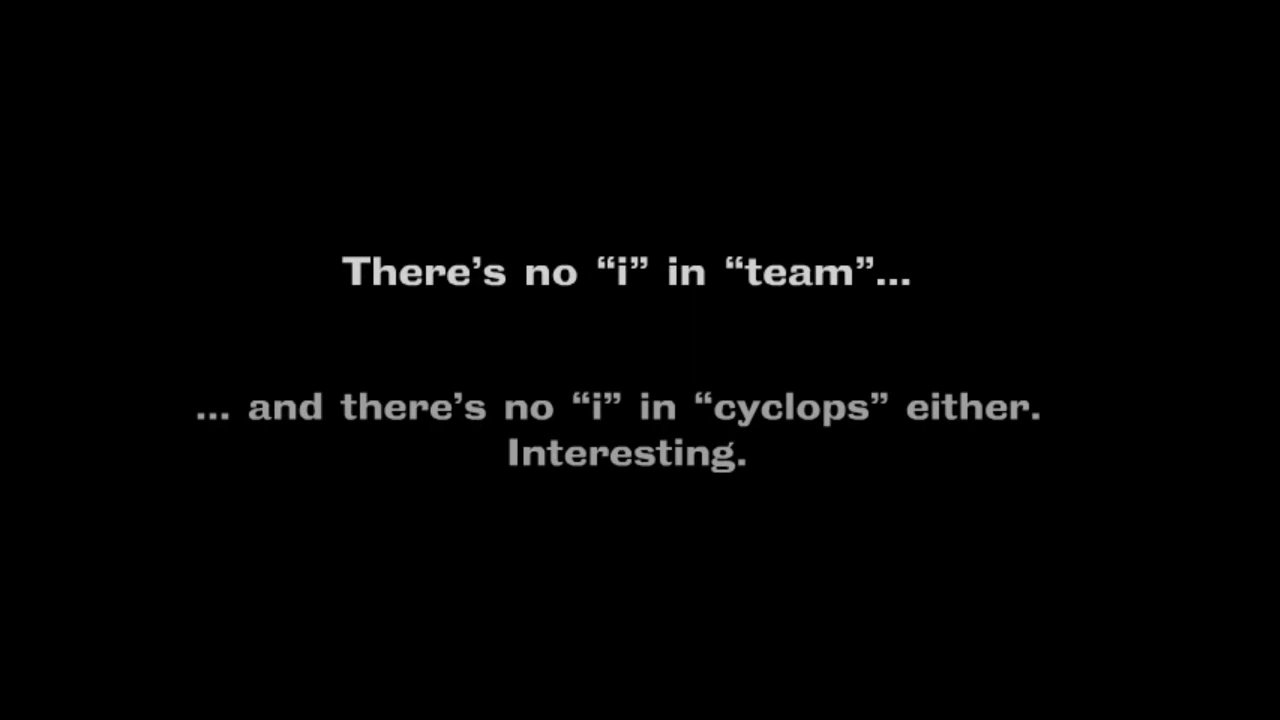 There’s no “i” in “team”...
... and there’s no “i” in “cyclops” either.
Interesting.